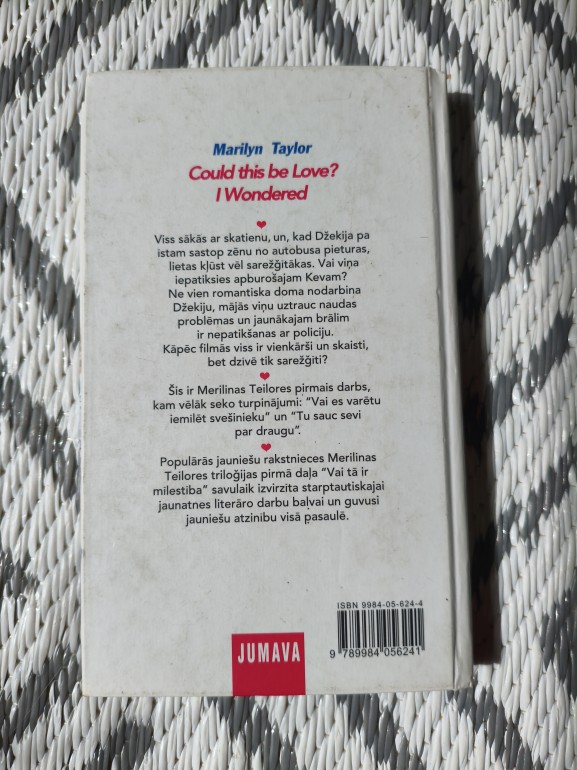 Marilyn Taylor
Could this be Love?
I Wondered
Viss sākās ar skatienu, un, kad Džekija pa
īstam sastop zēnu no autobusa pieturas,
lietas kļūst vēl sarežģītākas. Vai viņa
iepatiksies apburošajam Kevam?
Ne vien romantiska doma nodarbina
Džekiju, mājās viņu uztrauc naudas
problēmas un jaunākajam brālim
ir nepatikšanas ar policiju.
Kāpēc filmās viss ir vienkārši un skaisti,
bet dzīvē tik sarežģīti?
Šis ir Merilinas Teilores pirmais darbs,
kam vēlāk seko turpinājumi: “Vai es varētu
iemīlēt svešinieku” un “Tu sauc sevi
par draugu”.
Populārās jauniešu rakstnieces Merilinas
Teilores triloģijas pirmā daļa “Vai tā ir
mīlestība” savulaik izvirzīta starptautiskajai
jaunatnes literāro darbu balvai un guvusi
jauniešu atzinību visā pasaulē.
ISBN 9984-05-624-4
9 789984 056241
JUMAVA